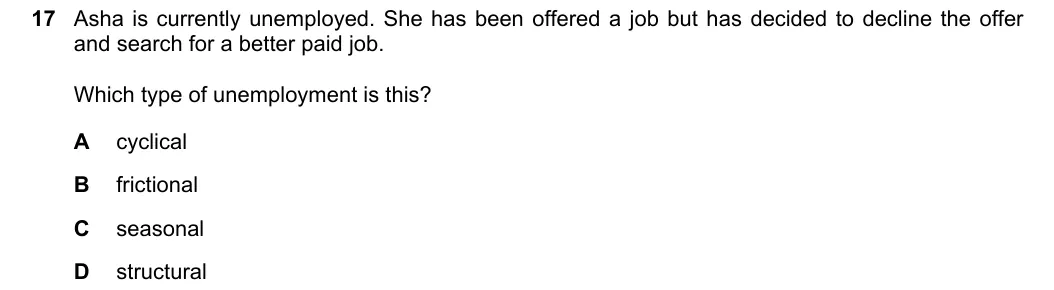 17 Asha is currently unemployed. She has been offered a job but has decided to decline the offer
and search for a better paid job.
Which type of unemployment is this?
A cyclical
B frictional
C seasonal
D structural